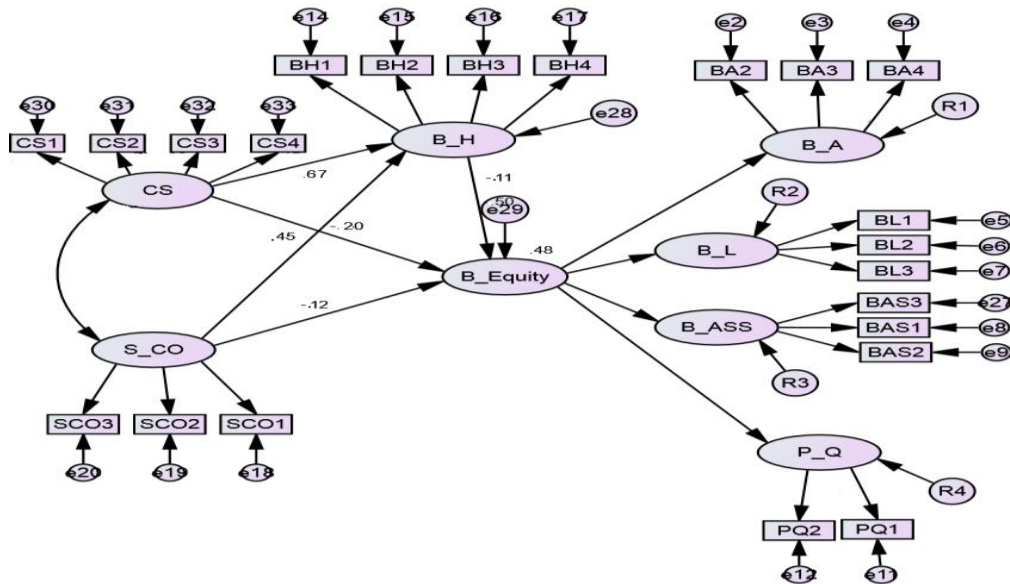 e14 e15 e16 e17
BH1 BH2 BH3 BH4
e2 e3 e4
BA2 BA3 BA4
e30 e31 e32 e33
CS1 CS2 CS3 CS4
B_H
e28
R1
B_A
CS
.67
-.11
.50
e29
R2
.45
-.20
.48
B_Equity
B_L
BL1 e5
BL2 e6
BL3 e7
-.12
B_ASS
BAS3 e27
BAS1 e8
BAS2 e9
S_CO
R3
SCO3 SCO2 SCO1
e20 e19 e18
P_Q
R4
PQ2 PQ1
e12 e11